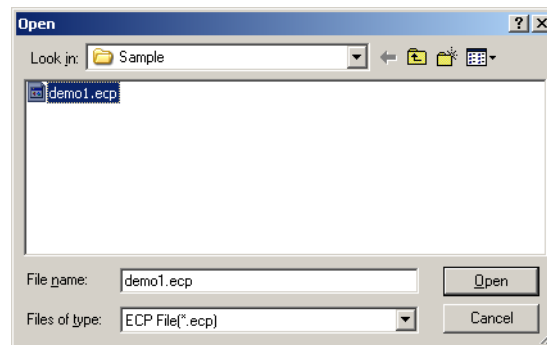 Open
Look in: Sample
demo1.ecp
File name: demo1.ecp Open
Files of type: ECP File(*.ecp) Cancel